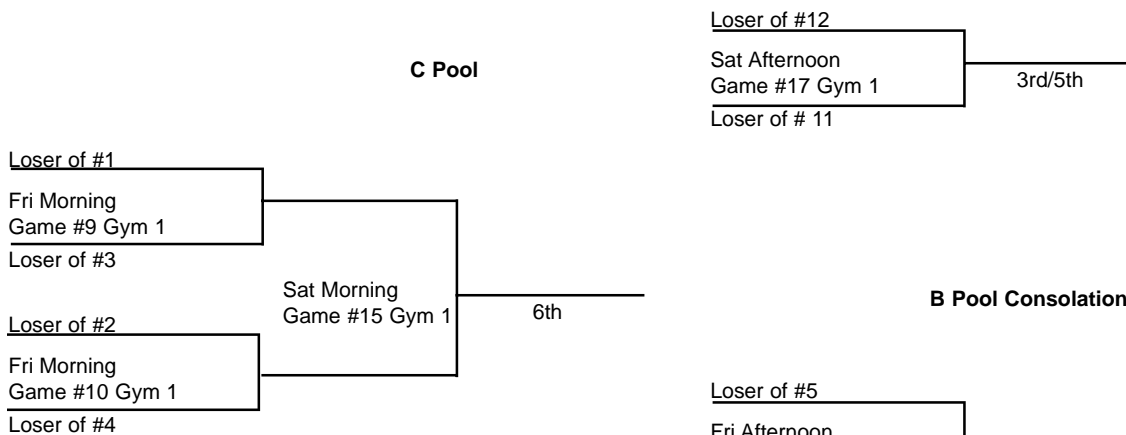 Loser of #12
C Pool
Sat Afternoon
Game #17 Gym 1
3rd/5th
Loser of # 11
Loser of #1
Fri Morning
Game #9 Gym 1
Loser of #3
Sat Morning
Game #15 Gym 1
6th
B Pool Consolation
Loser of #2
Fri Morning
Game #10 Gym 1
Loser of #4
Loser of #5
Fri Afternoon